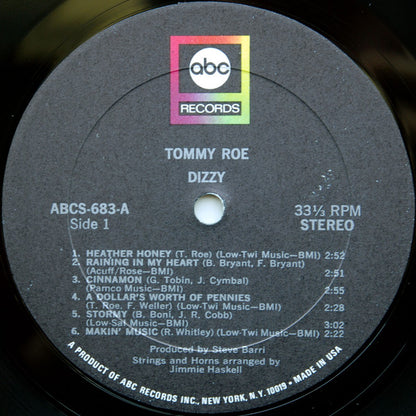 abc
RECORDS
TOMMY ROE
DIZZY
ABCS-683-A
Side 1
33⅓ RPM
STEREO
1. HEATHER HONEY (T. Roe) (Low-Twi Music—BMI) 2:52
2. RAINING IN MY HEART (B. Bryant, F. Bryant)
(Acuff/Rose—BMI) 2:51
3. CINNAMON (G. Tobin, J. Cymbal)
(Pamco Music—BMI) 2:55
4. A DOLLAR'S WORTH OF PENNIES
(T. Roe, F. Weller) (Low-Twi Music—BMI) 2:28
5. STORMY (B. Boni, J. R. Cobb)
(Low-Sal Music—BMI) 3:02
6. MAKIN' MUSIC (R. Whitley) (Low-Twi Music—BMI) 2:22
Produced by Steve Barri
Strings and Horns arranged by
Jimmie Haskell
A PRODUCT OF ABC RECORDS INC., NEW YORK, N.Y. 10019 • MADE IN USA